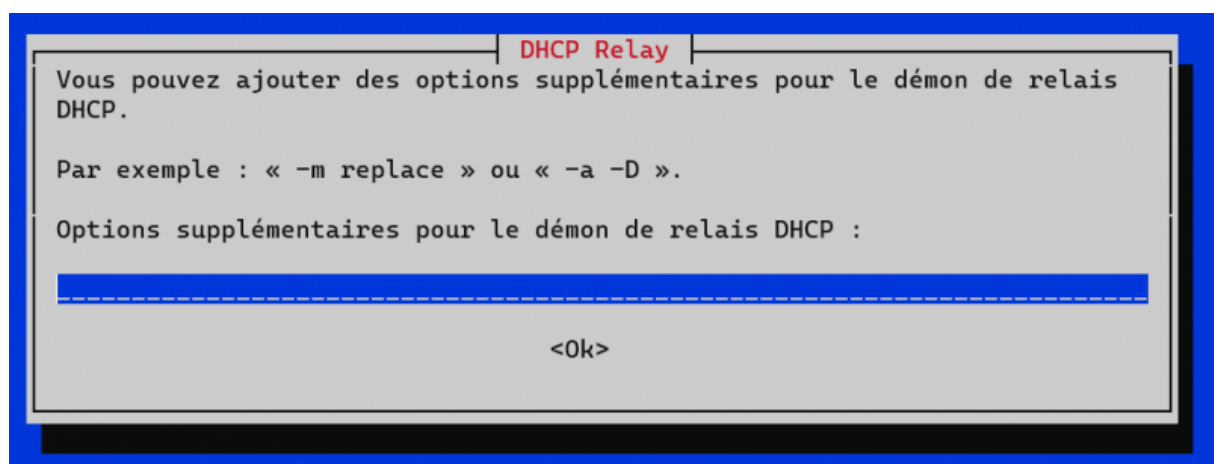 DHCP Relay
Vous pouvez ajouter des options supplémentaires pour le démon de relais
DHCP.
Par exemple : « -m replace » ou « -a -D ».
Options supplémentaires pour le démon de relais DHCP :
<Ok>